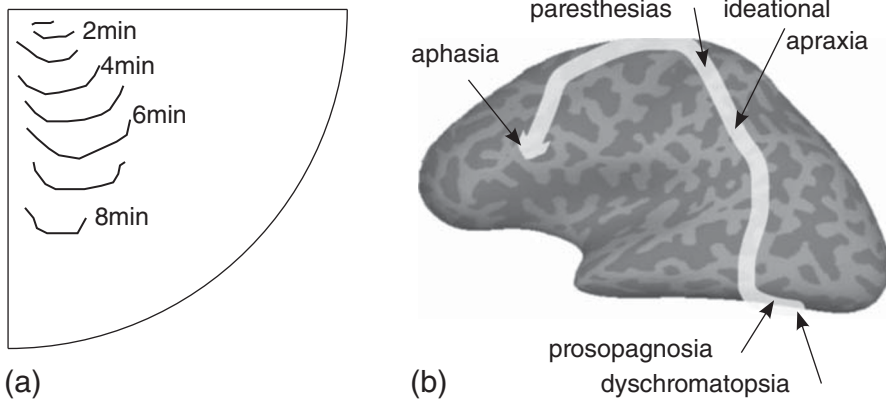 2min
4min
6min
8min
(a)
paresthesias
ideational
apraxia
aphasia
prosopagnosia
dyschromatopsia
(b)